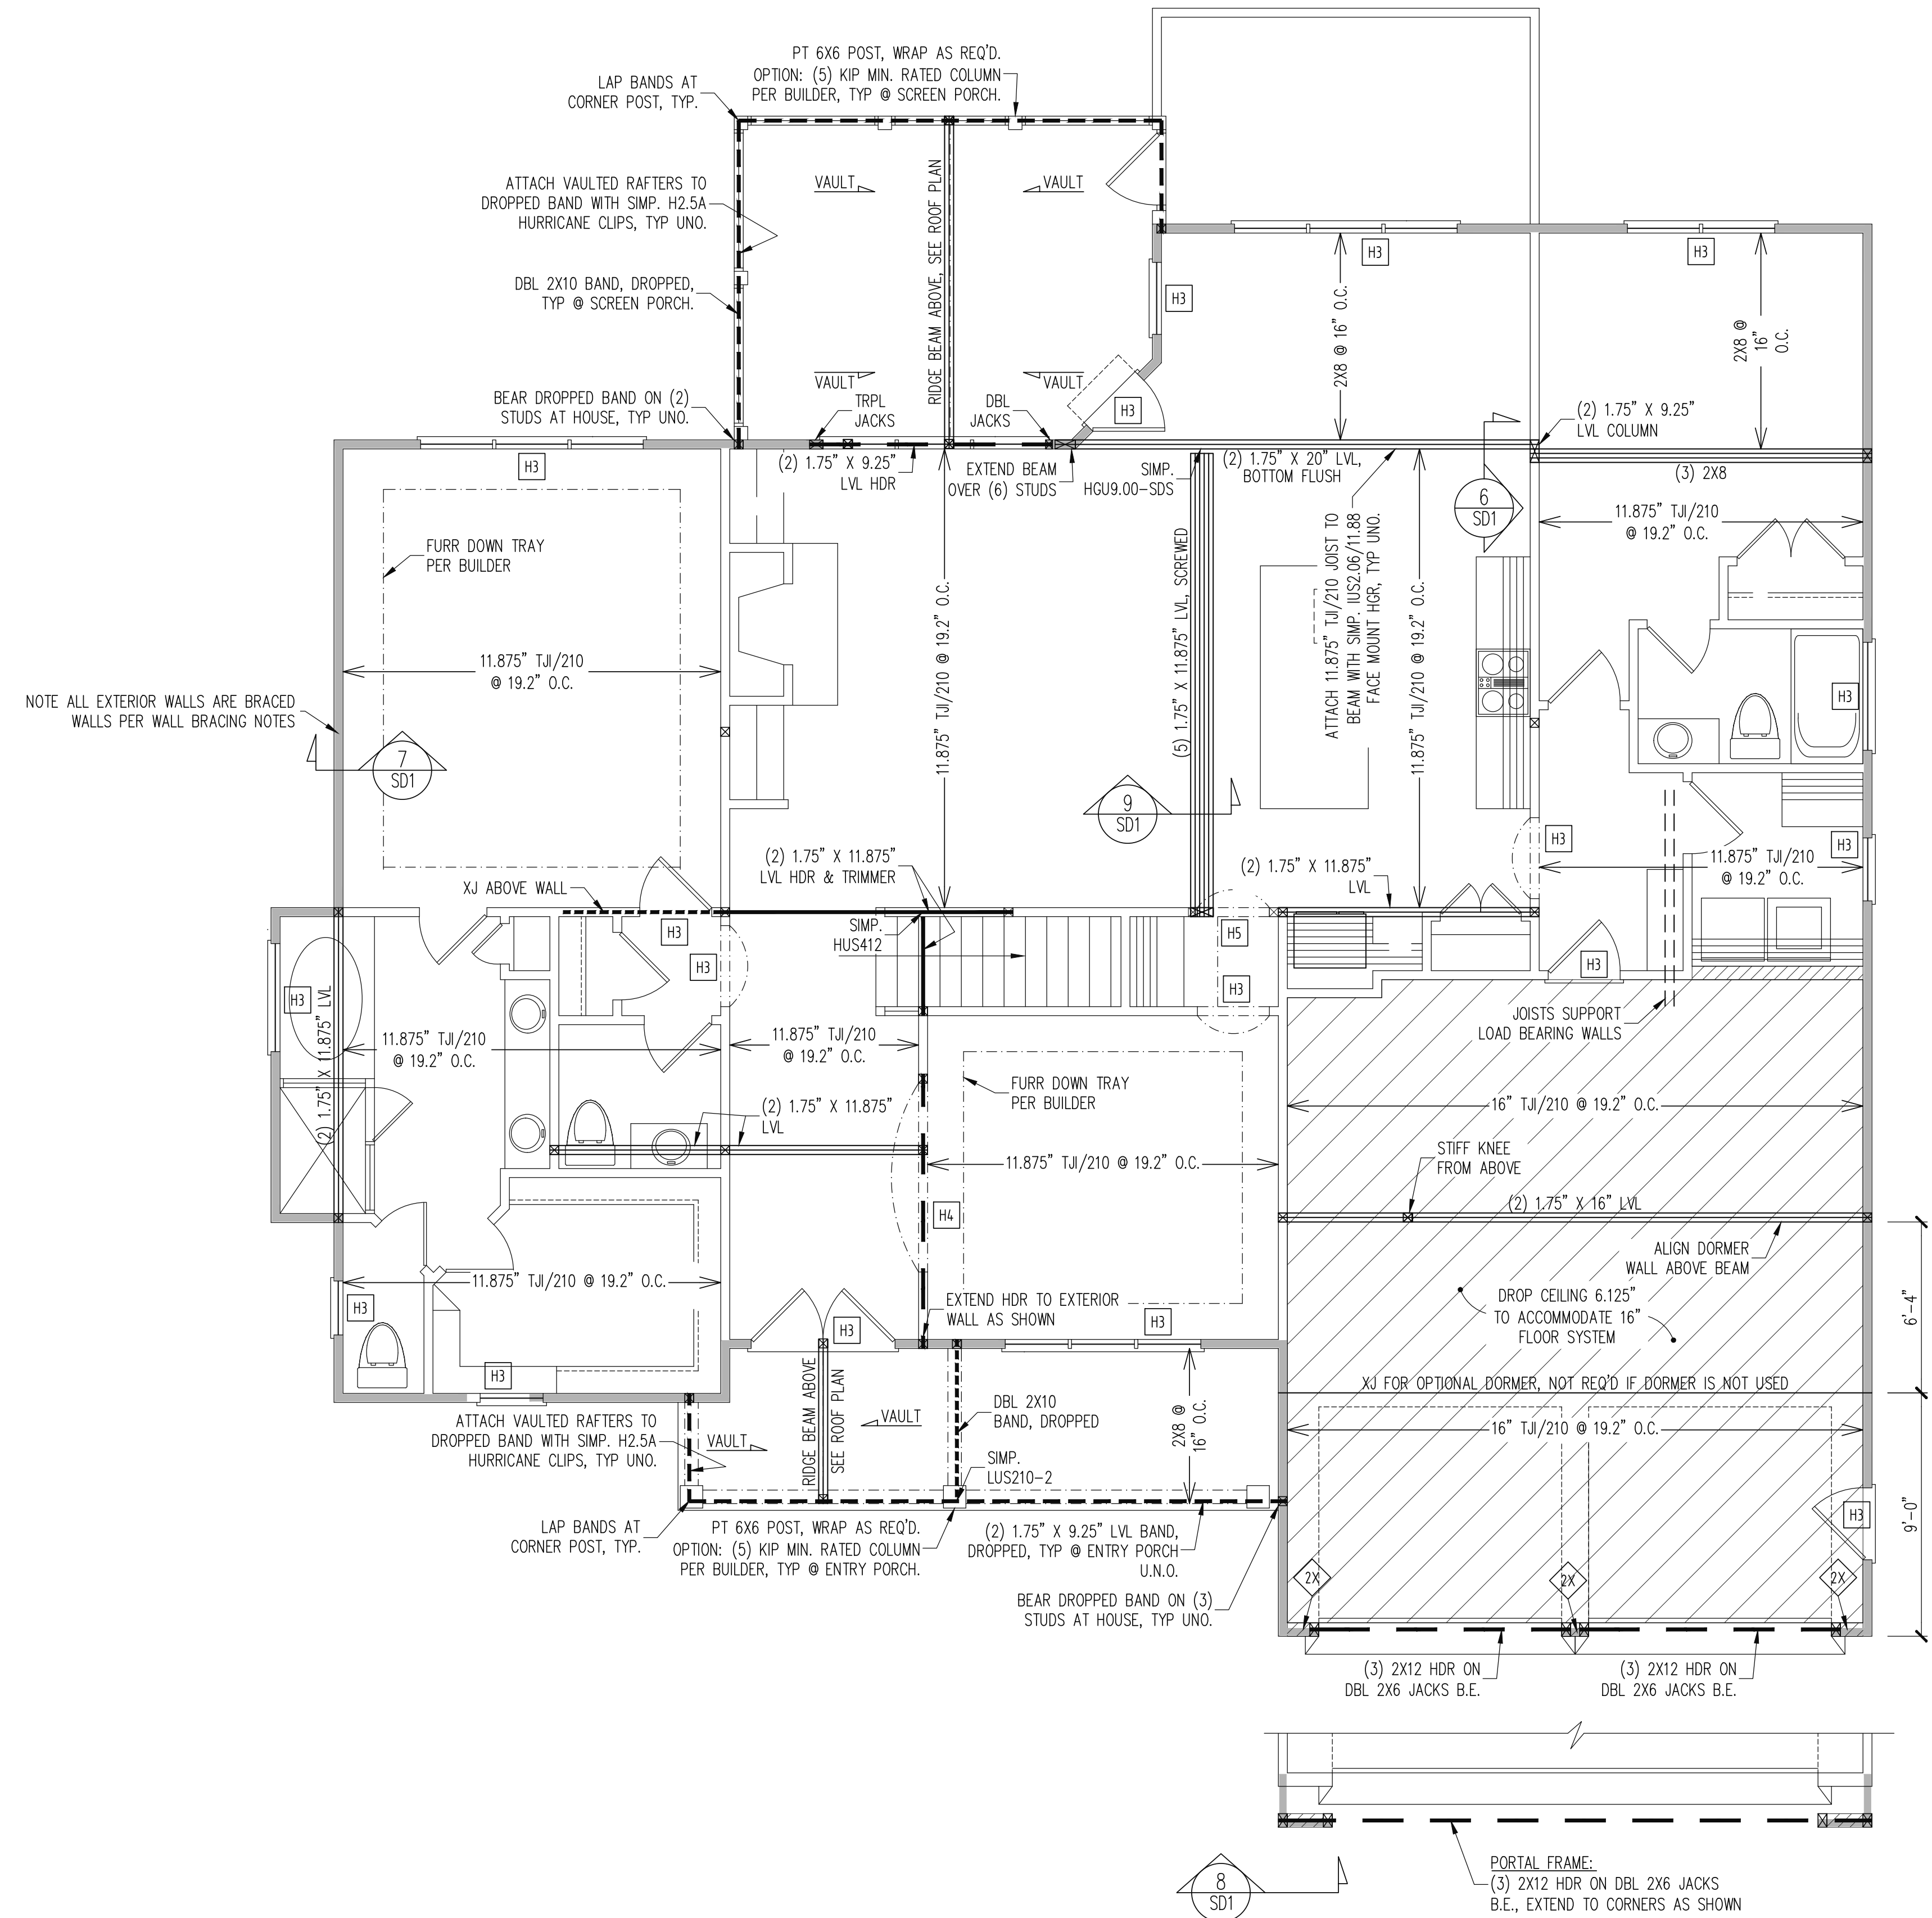 PT 6X6 POST, WRAP AS REQ'D.
OPTION: (5) KIP MIN. RATED COLUMN
PER BUILDER, TYP @ SCREEN PORCH.
LAP BANDS AT
CORNER POST, TYP.
ATTACH VAULTED RAFTERS TO
DROPPED BAND WITH SIMP. H2.5A
HURRICANE CLIPS, TYP UNO.
VAULT
VAULT
RIDGE BEAM ABOVE, SEE ROOF PLAN
DBL 2X10 BAND, DROPPED,
TYP @ SCREEN PORCH.
VAULT
VAULT
H3
H3
H3
2X8 @ 16" O.C.
2X8 @
16"
O.C.
BEAR DROPPED BAND ON (2)
STUDS AT HOUSE, TYP UNO.
TRPL
JACKS
DBL
JACKS
H3
(2) 1.75" X 9.25"
LVL COLUMN
H3
(2) 1.75" X 9.25"
LVL HDR
EXTEND BEAM
OVER (6) STUDS
SIMP.
HGU9.00-SDS
(2) 1.75" X 20" LVL,
BOTTOM FLUSH
(3) 2X8
6
SD1
11.875" TJI/210
@ 19.2" O.C.
FURR DOWN TRAY
PER BUILDER
11.875" TJI/210 @ 19.2" O.C.
(5) 1.75" X 11.875" LVL, SCREWED
ATTACH 11.875" TJI/210 JOIST TO
BEAM WITH SIMP. IUS2.06/11.88
FACE MOUNT HGR, TYP UNO.
11.875" TJI/210 @ 19.2" O.C.
11.875" TJI/210
@ 19.2" O.C.
NOTE ALL EXTERIOR WALLS ARE BRACED
WALLS PER WALL BRACING NOTES
H3
7
SD1
9
SD1
H3
H3
(2) 1.75" X 11.875"
LVL HDR & TRIMMER
(2) 1.75" X 11.875"
LVL
11.875" TJI/210
@ 19.2" O.C.
XJ ABOVE WALL
SIMP.
HUS412
H3
H3
H5
H3
H3
H3
(2) 1.75" X 11.875" LVL
11.875" TJI/210
@ 19.2" O.C.
11.875" TJI/210
@ 19.2" O.C.
JOISTS SUPPORT
LOAD BEARING WALLS
FURR DOWN TRAY
PER BUILDER
(2) 1.75" X 11.875"
LVL
16" TJI/210 @ 19.2" O.C.
STIFF KNEE
FROM ABOVE
11.875" TJI/210 @ 19.2" O.C.
H4
(2) 1.75" X 16" LVL
ALIGN DORMER
WALL ABOVE BEAM
11.875" TJI/210 @ 19.2" O.C.
H3
EXTEND HDR TO EXTERIOR
WALL AS SHOWN
H3
H3
DROP CEILING 6.125"
TO ACCOMMODATE 16"
FLOOR SYSTEM
6'-4"
H3
XJ FOR OPTIONAL DORMER, NOT REQ'D IF DORMER IS NOT USED
ATTACH VAULTED RAFTERS TO
DROPPED BAND WITH SIMP. H2.5A
HURRICANE CLIPS, TYP UNO.
VAULT
RIDGE BEAM ABOVE
SEE ROOF PLAN
VAULT
DBL 2X10
BAND, DROPPED
2X8 @
16" O.C.
16" TJI/210 @ 19.2" O.C.
SIMP.
LUS210-2
H3
9'-0"
LAP BANDS AT
CORNER POST, TYP.
PT 6X6 POST, WRAP AS REQ'D.
OPTION: (5) KIP MIN. RATED COLUMN
PER BUILDER, TYP @ ENTRY PORCH.
(2) 1.75" X 9.25" LVL BAND,
DROPPED, TYP @ ENTRY PORCH
U.N.O.
BEAR DROPPED BAND ON (3)
STUDS AT HOUSE, TYP UNO.
2X
2X
2X
(3) 2X12 HDR ON
DBL 2X6 JACKS B.E.
(3) 2X12 HDR ON
DBL 2X6 JACKS B.E.
8
SD1
PORTAL FRAME:
(3) 2X12 HDR ON DBL 2X6 JACKS
B.E., EXTEND TO CORNERS AS SHOWN